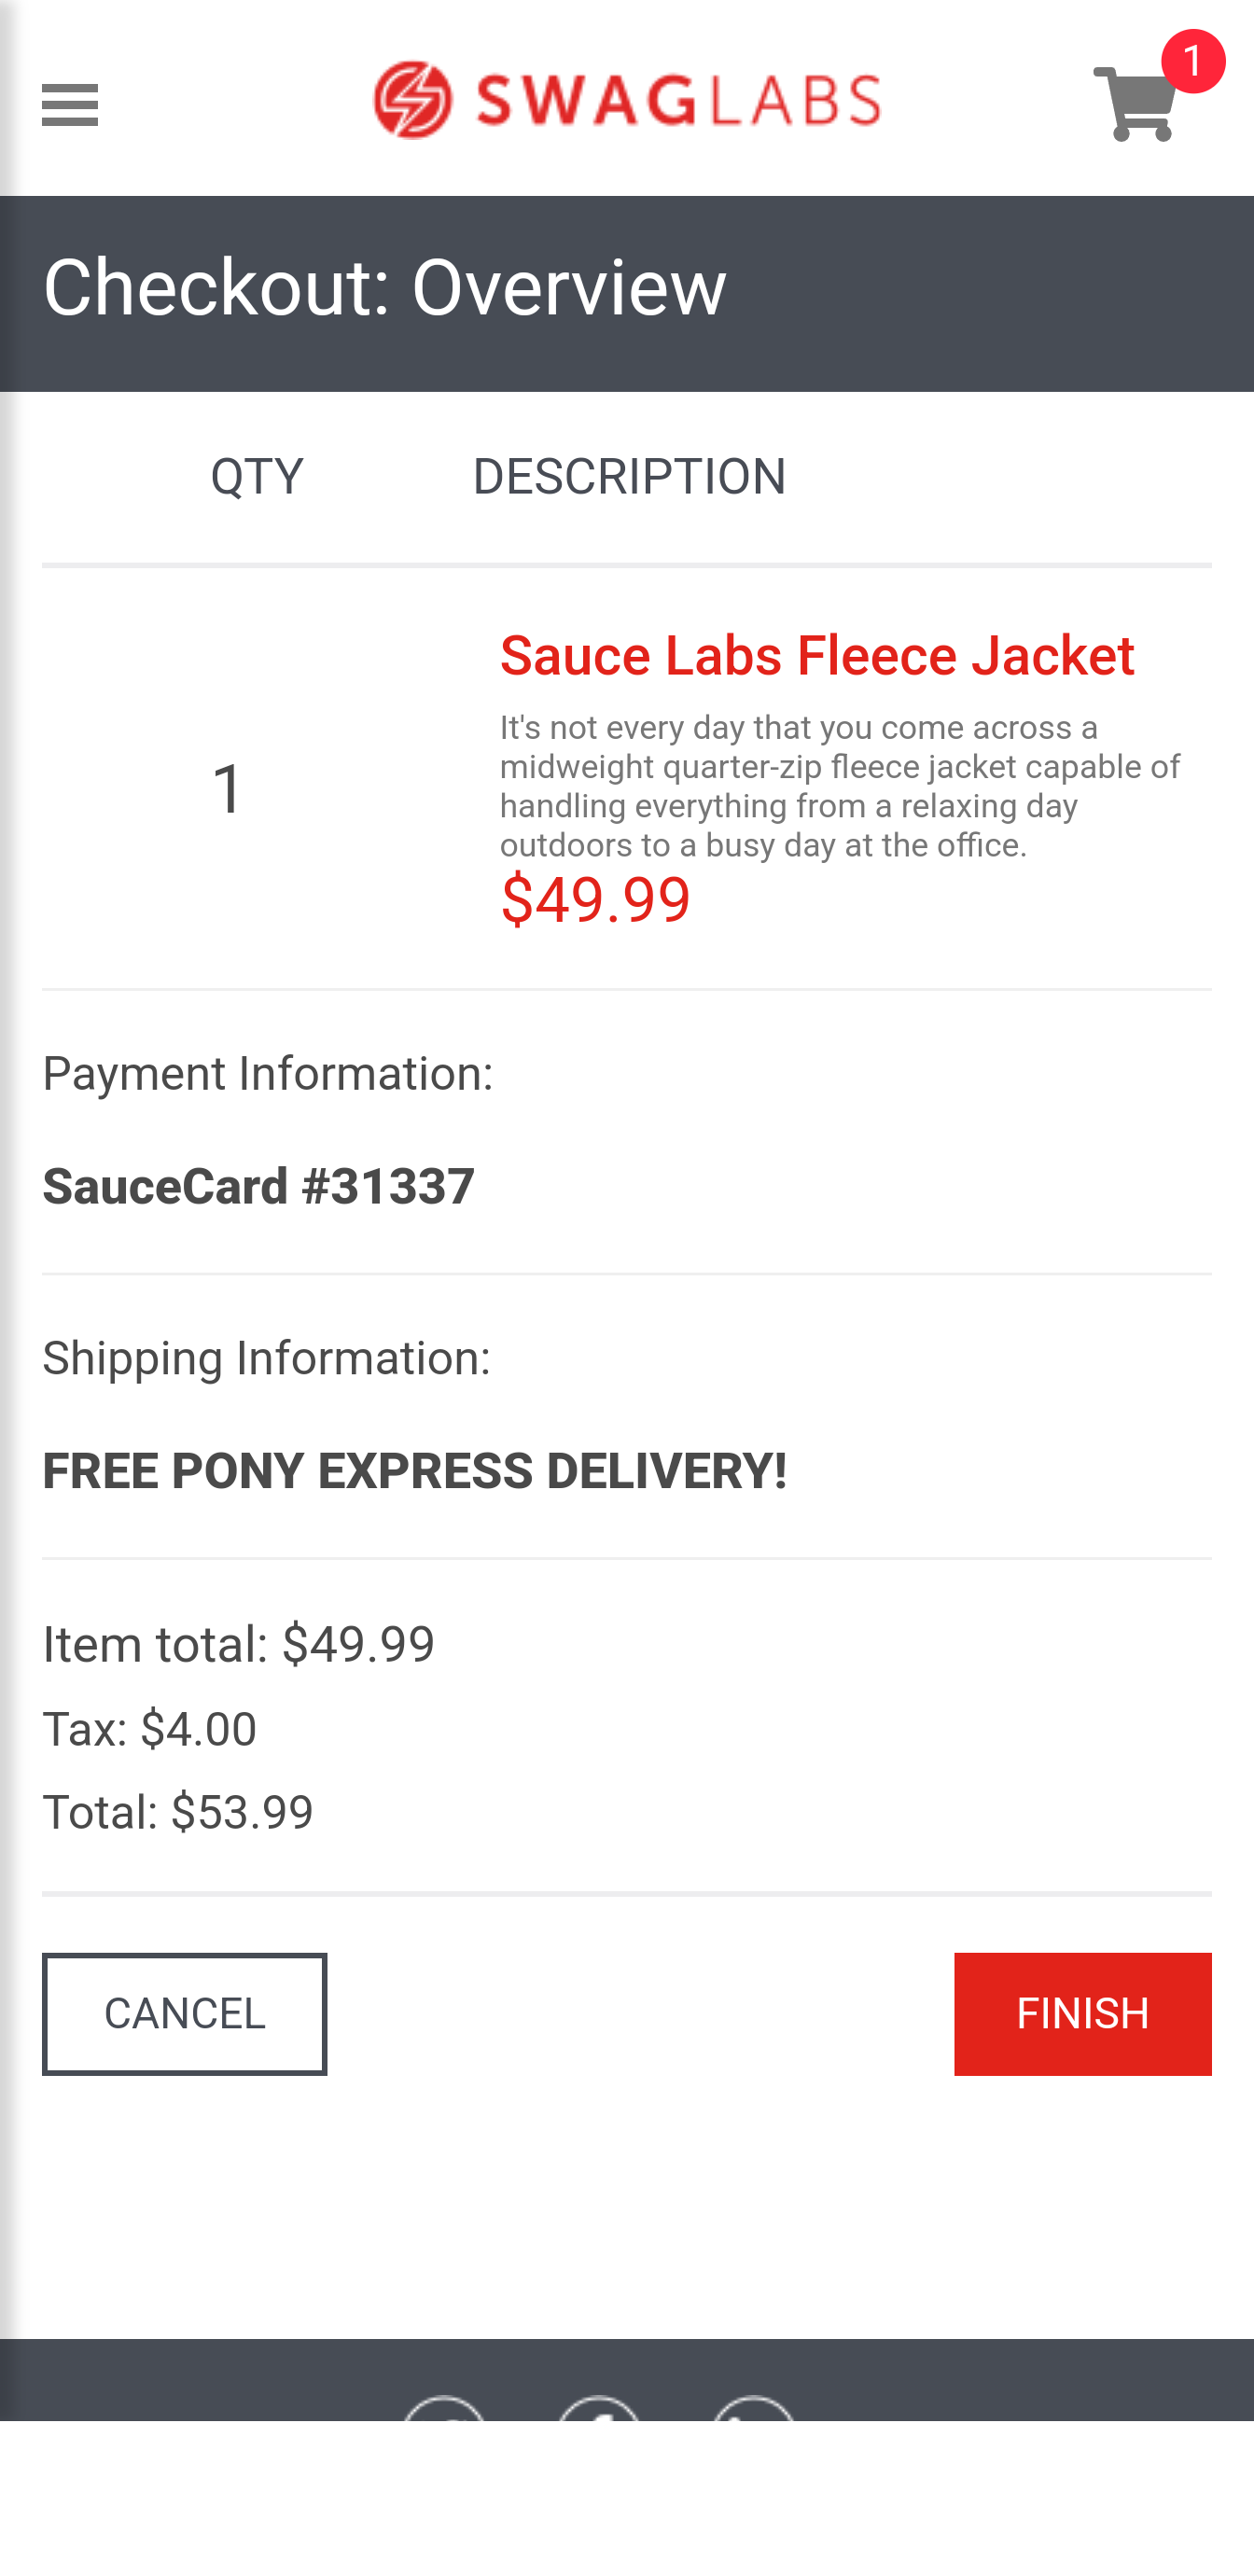 SWAGLABS
1
Checkout: Overview
QTY DESCRIPTION
Sauce Labs Fleece Jacket
It's not every day that you come across a
midweight quarter-zip fleece jacket capable of
handling everything from a relaxing day
outdoors to a busy day at the office.
1
$49.99
Payment Information:
SauceCard #31337
Shipping Information:
FREE PONY EXPRESS DELIVERY!
Item total: $49.99
Tax: $4.00
Total: $53.99
CANCEL
FINISH